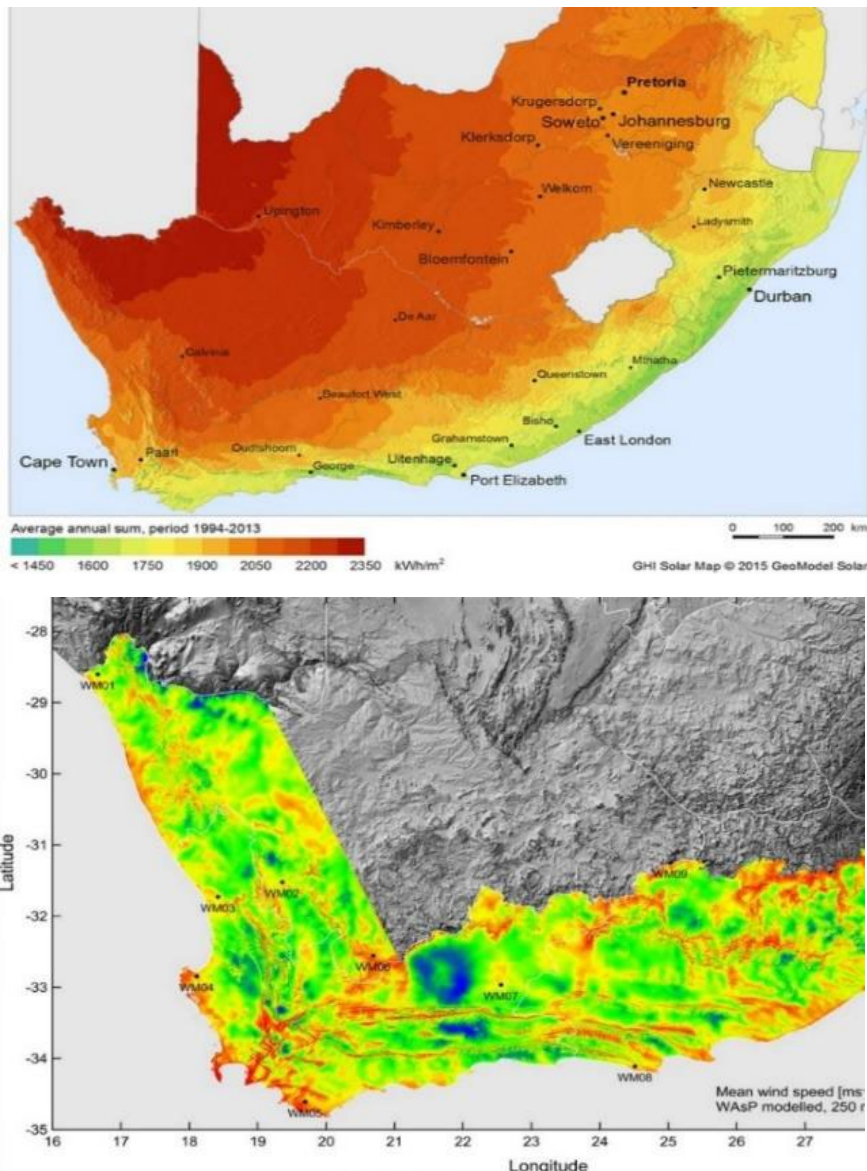 Pretoria
Krugersdorp
Soweto Johannesburg
Klerksdorp Vereeniging
Welkom Newcastle
Upington
Kimberley Ladysmith
Bloemfontein
Pietermaritzburg
Durban
De Aar
Calvinia Mthatha
Queenstown
Beaufort West
Bisho
Grahamstown East London
Oudtshoorn
Cape Town Paarl Uitenhage
George Port Elizabeth
Average annual sum, period 1994-2013
0 100 200 km
< 1450 1600 1750 1900 2050 2200 2350 kWh/m²
GHI Solar Map © 2015 GeoModel Solar
-28
WM01
-29
-30
-31
Latitude
WM09
WM02
WM03
-32
WM06
WM04 WM07
-33
-34
WM08
Mean wind speed [ms
WM05 WAsP modelled, 250
-35
16 17 18 19 20 21 22 23 24 25 26 27
Longitude